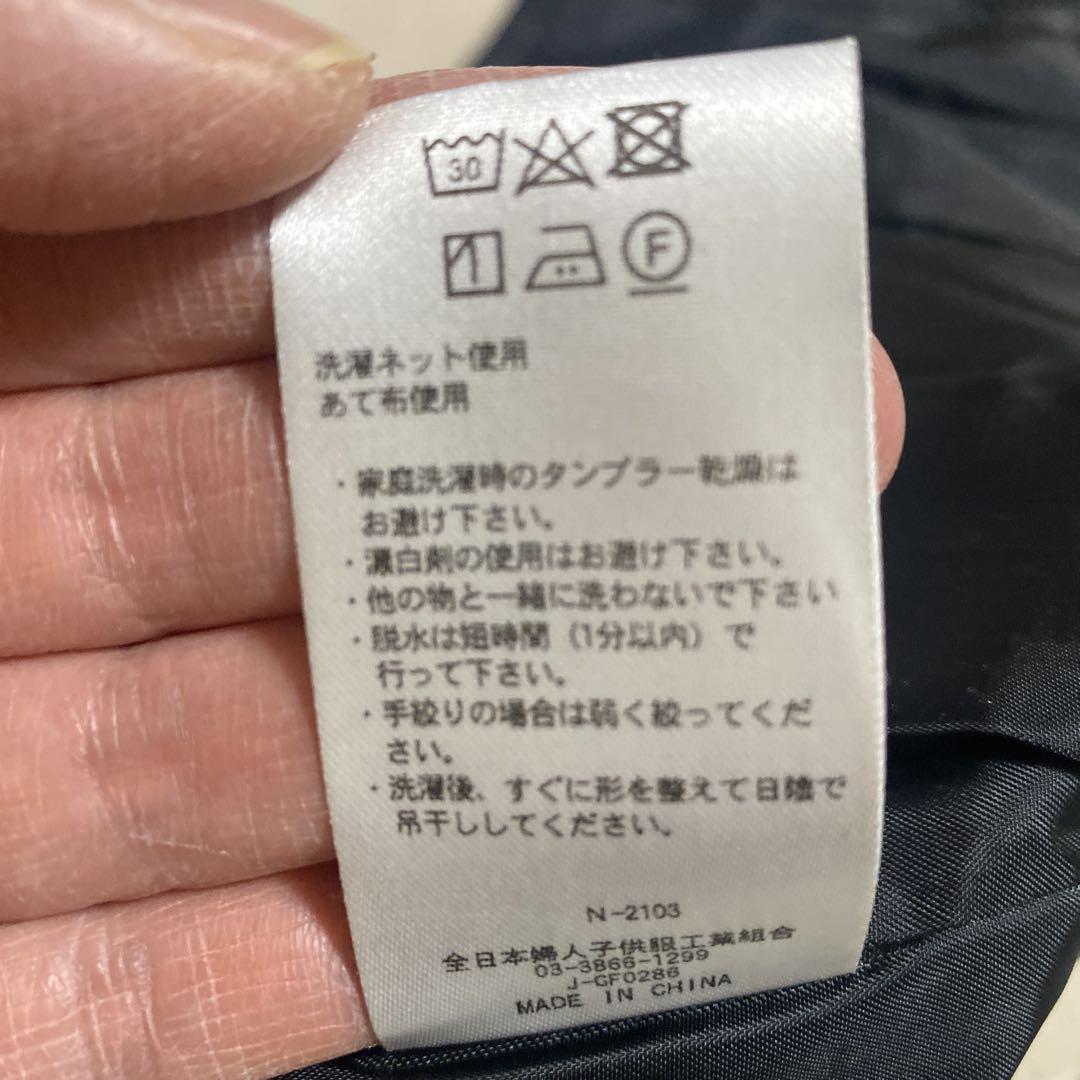 30
F
洗濯ネット使用
あて布使用
・家庭洗濯時のタンブラー乾燥は
お避け下さい。
・漂白剤の使用はお避け下さい。
・他の物と一緒に洗わないで下さい
・脱水は短時間（1分以内）で
行って下さい。
・手絞りの場合は弱く絞ってくだ
さい。
・洗濯後、すぐに形を整えて日陰で
吊干ししてください。
N-2103
全日本婦人子供服工業組合
03-3866-1299
J-CF0286
MADE IN CHINA